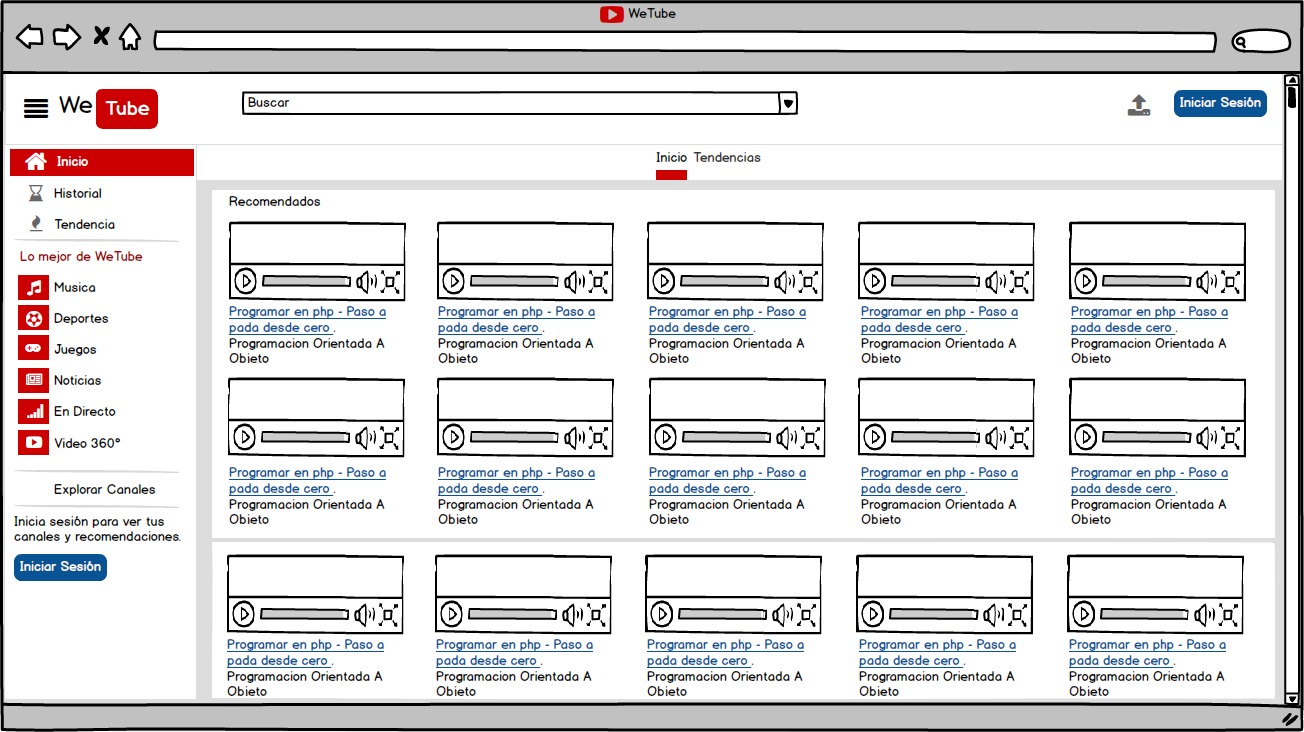 WeTube
We Tube
Buscar
Iniciar Sesión
Inicio
Historial
Tendencia
Lo mejor de WeTube
Musica
Deportes
Juegos
Noticias
En Directo
Video 360°
Explorar Canales
Inicia sesión para ver tus
canales y recomendaciones.
Iniciar Sesión
Inicio Tendencias
Recomendados
Programar en php - Paso a
pada desde cero .
Programacion Orientada A
Obieto
Programar en php - Paso a
pada desde cero .
Programacion Orientada A
Obieto
Programar en php - Paso a
pada desde cero .
Programacion Orientada A
Obieto
Programar en php - Paso a
pada desde cero .
Programacion Orientada A
Obieto
Programar en php - Paso a
pada desde cero .
Programacion Orientada A
Obieto
Programar en php - Paso a
pada desde cero .
Programacion Orientada A
Obieto
Programar en php - Paso a
pada desde cero .
Programacion Orientada A
Obieto
Programar en php - Paso a
pada desde cero .
Programacion Orientada A
Obieto
Programar en php - Paso a
pada desde cero .
Programacion Orientada A
Obieto
Programar en php - Paso a
pada desde cero .
Programacion Orientada A
Obieto
Programar en php - Paso a
pada desde cero .
Programacion Orientada A
Obieto
Programar en php - Paso a
pada desde cero .
Programacion Orientada A
Obieto
Programar en php - Paso a
pada desde cero .
Programacion Orientada A
Obieto
Programar en php - Paso a
pada desde cero .
Programacion Orientada A
Obieto
Programar en php - Paso a
pada desde cero .
Programacion Orientada A
Obieto